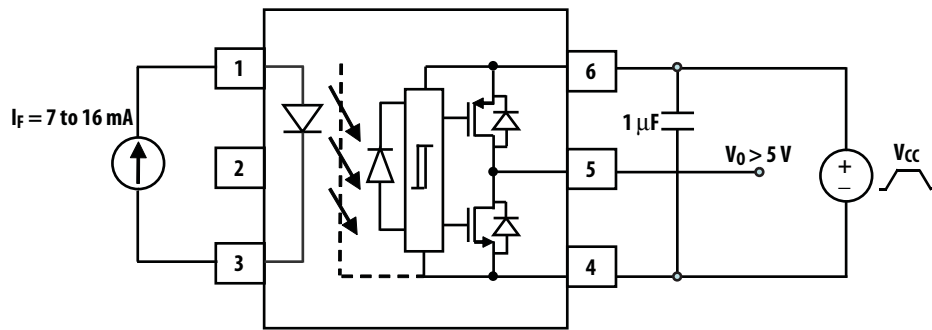 1
6
I_F = 7 to 16 mA
1 μF
2
5
V_O > 5 V
+
–
V_CC
3
4